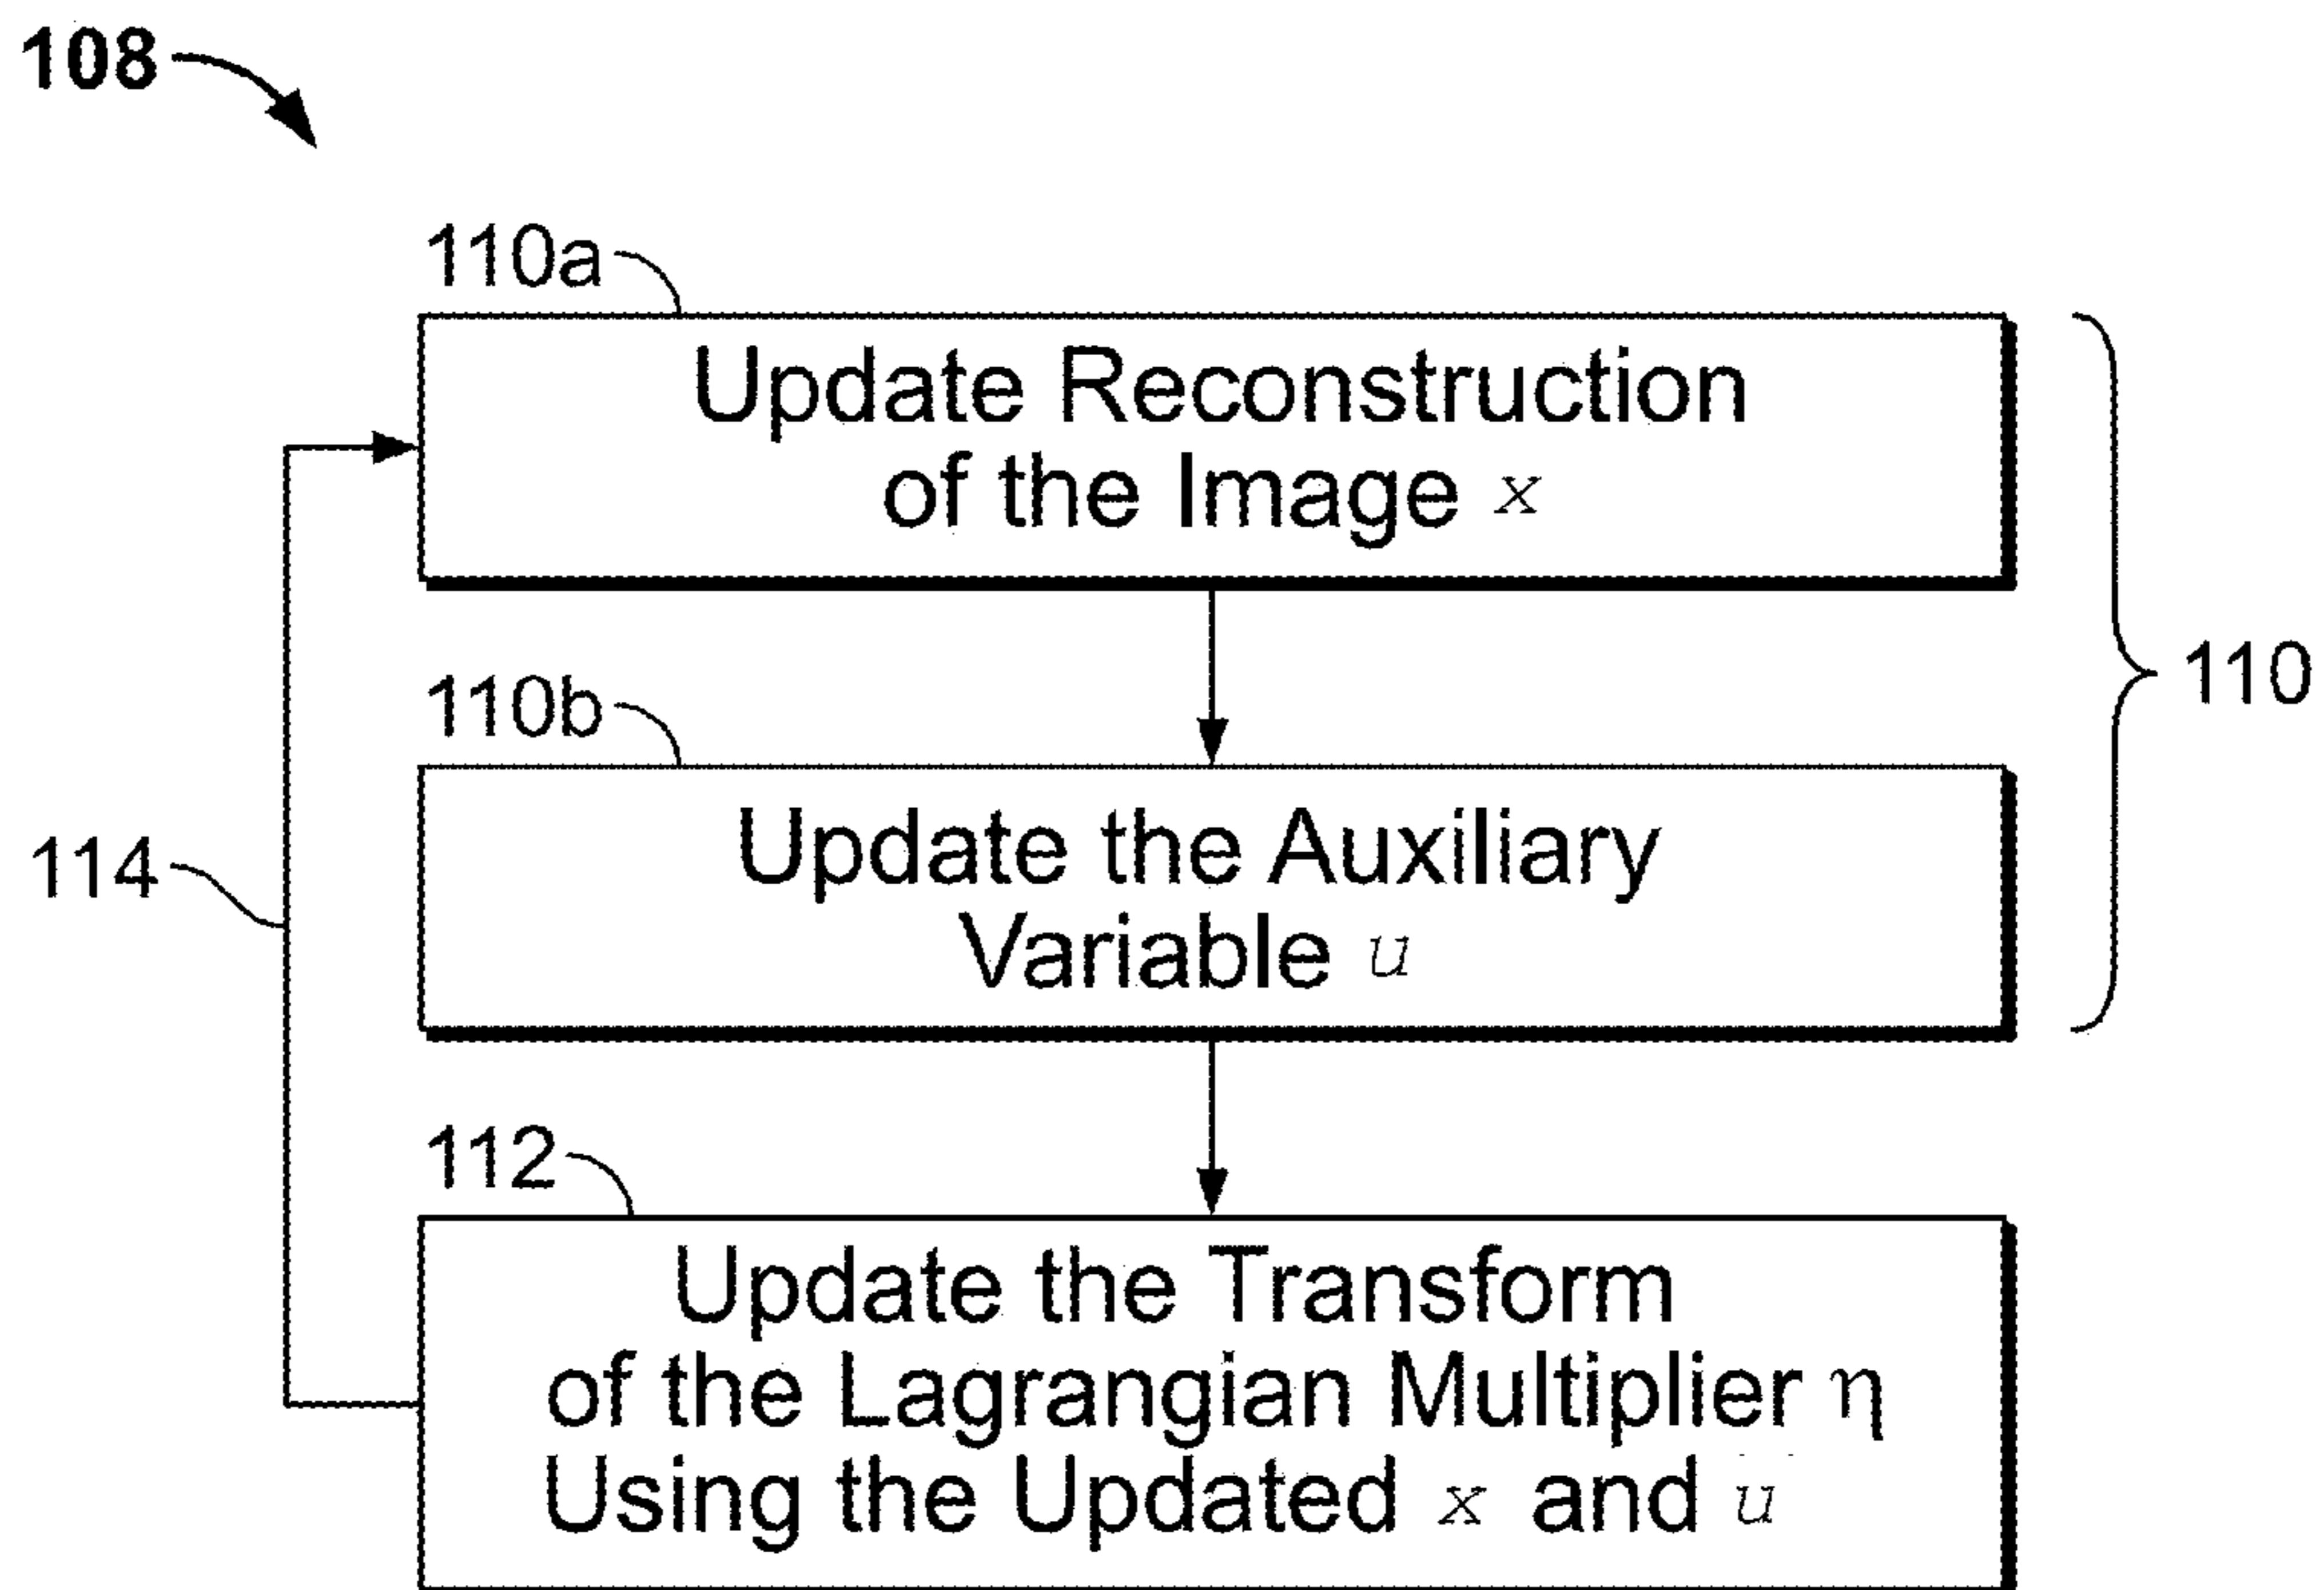 108
110a
Update Reconstruction
of the Image x
110
110b
Update the Auxiliary
Variable u
114
112
Update the Transform
of the Lagrangian Multiplier η
Using the Updated x and u